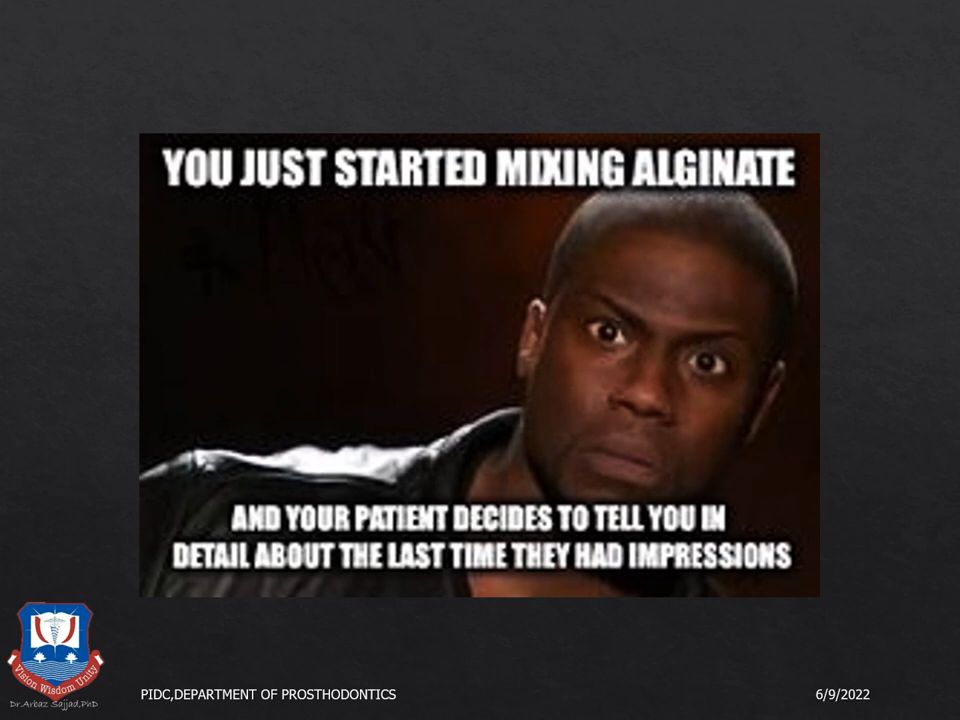 YOU JUST STARTED MIXING ALGINATE
AND YOUR PATIENT DECIDES TO TELL YOU IN
DETAIL ABOUT THE LAST TIME THEY HAD IMPRESSIONS
Vision Wisdom Unity
Dr.Arbaz Sajjad,PhD
PIDC,DEPARTMENT OF PROSTHODONTICS
6/9/2022